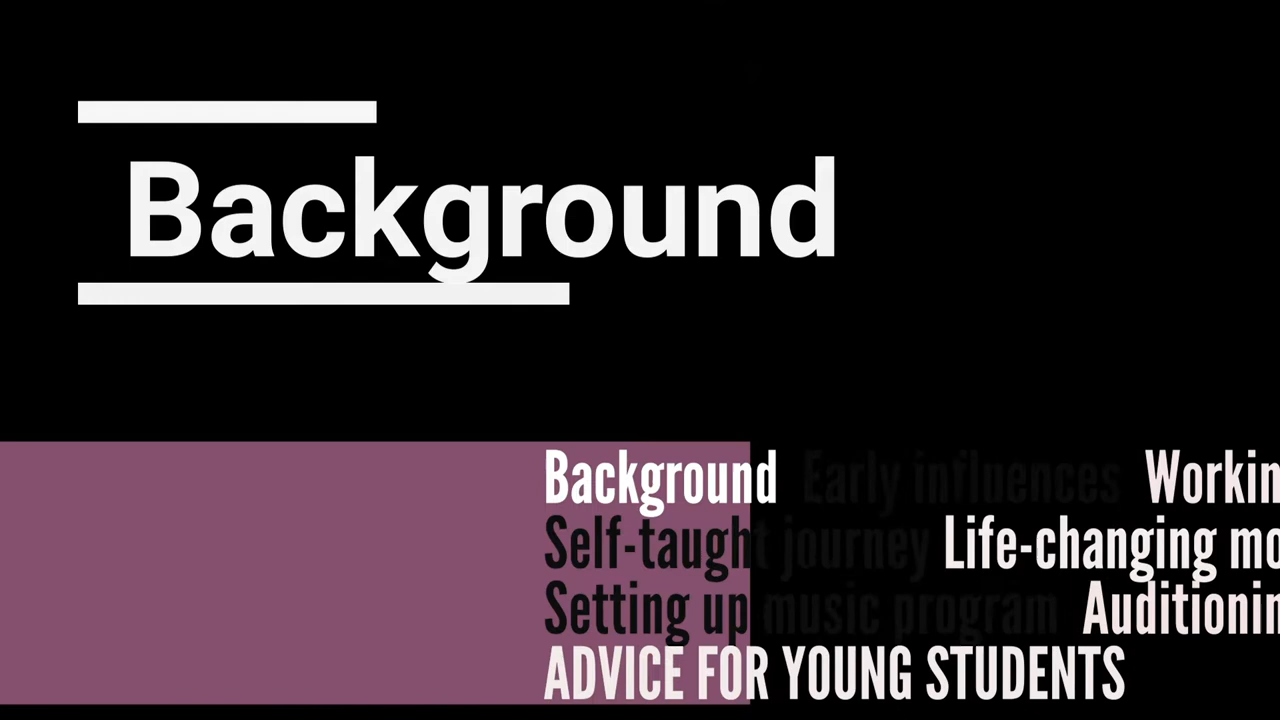 Background
Background Early influences Workin
Self-taught journey Life-changing mo
Setting up music program Auditionin
ADVICE FOR YOUNG STUDENTS